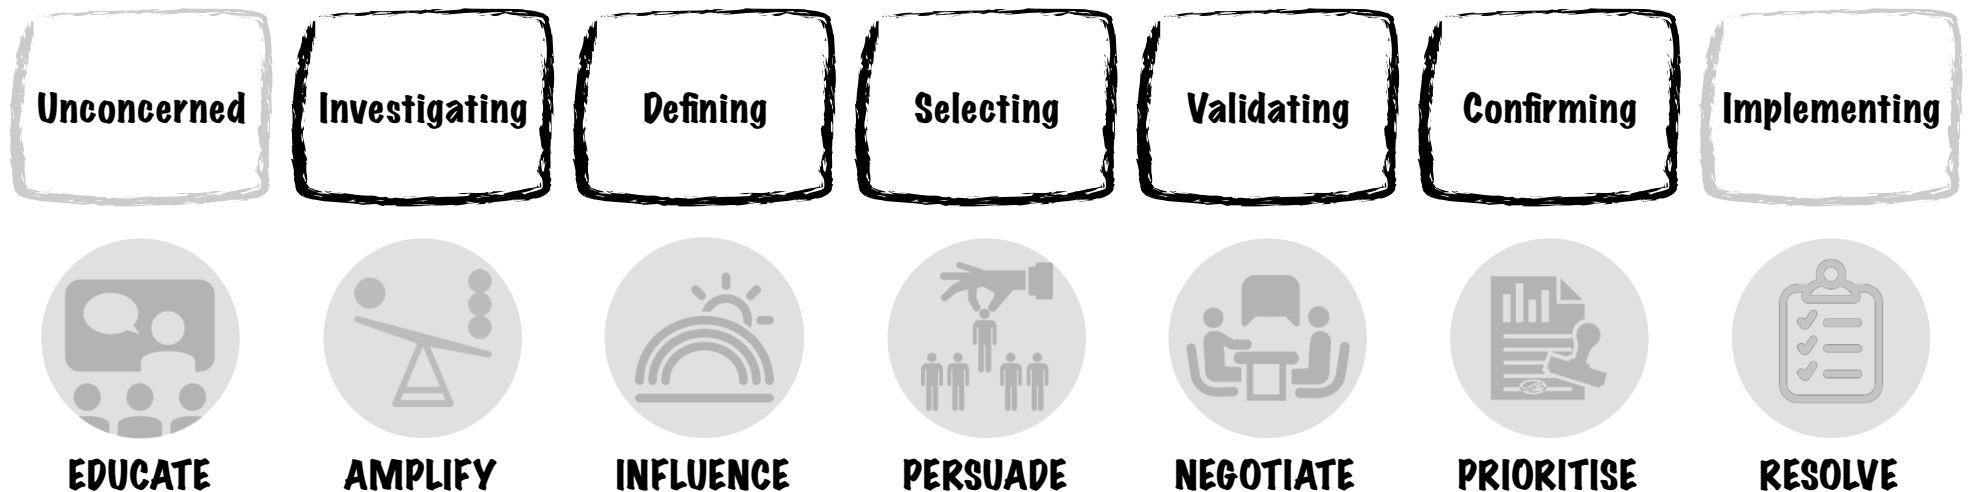 Unconcerned
Investigating
Defining
Selecting
Validating
Confirming
Implementing
EDUCATE
AMPLIFY
INFLUENCE
PERSUADE
NEGOTIATE
PRIORITISE
RESOLVE